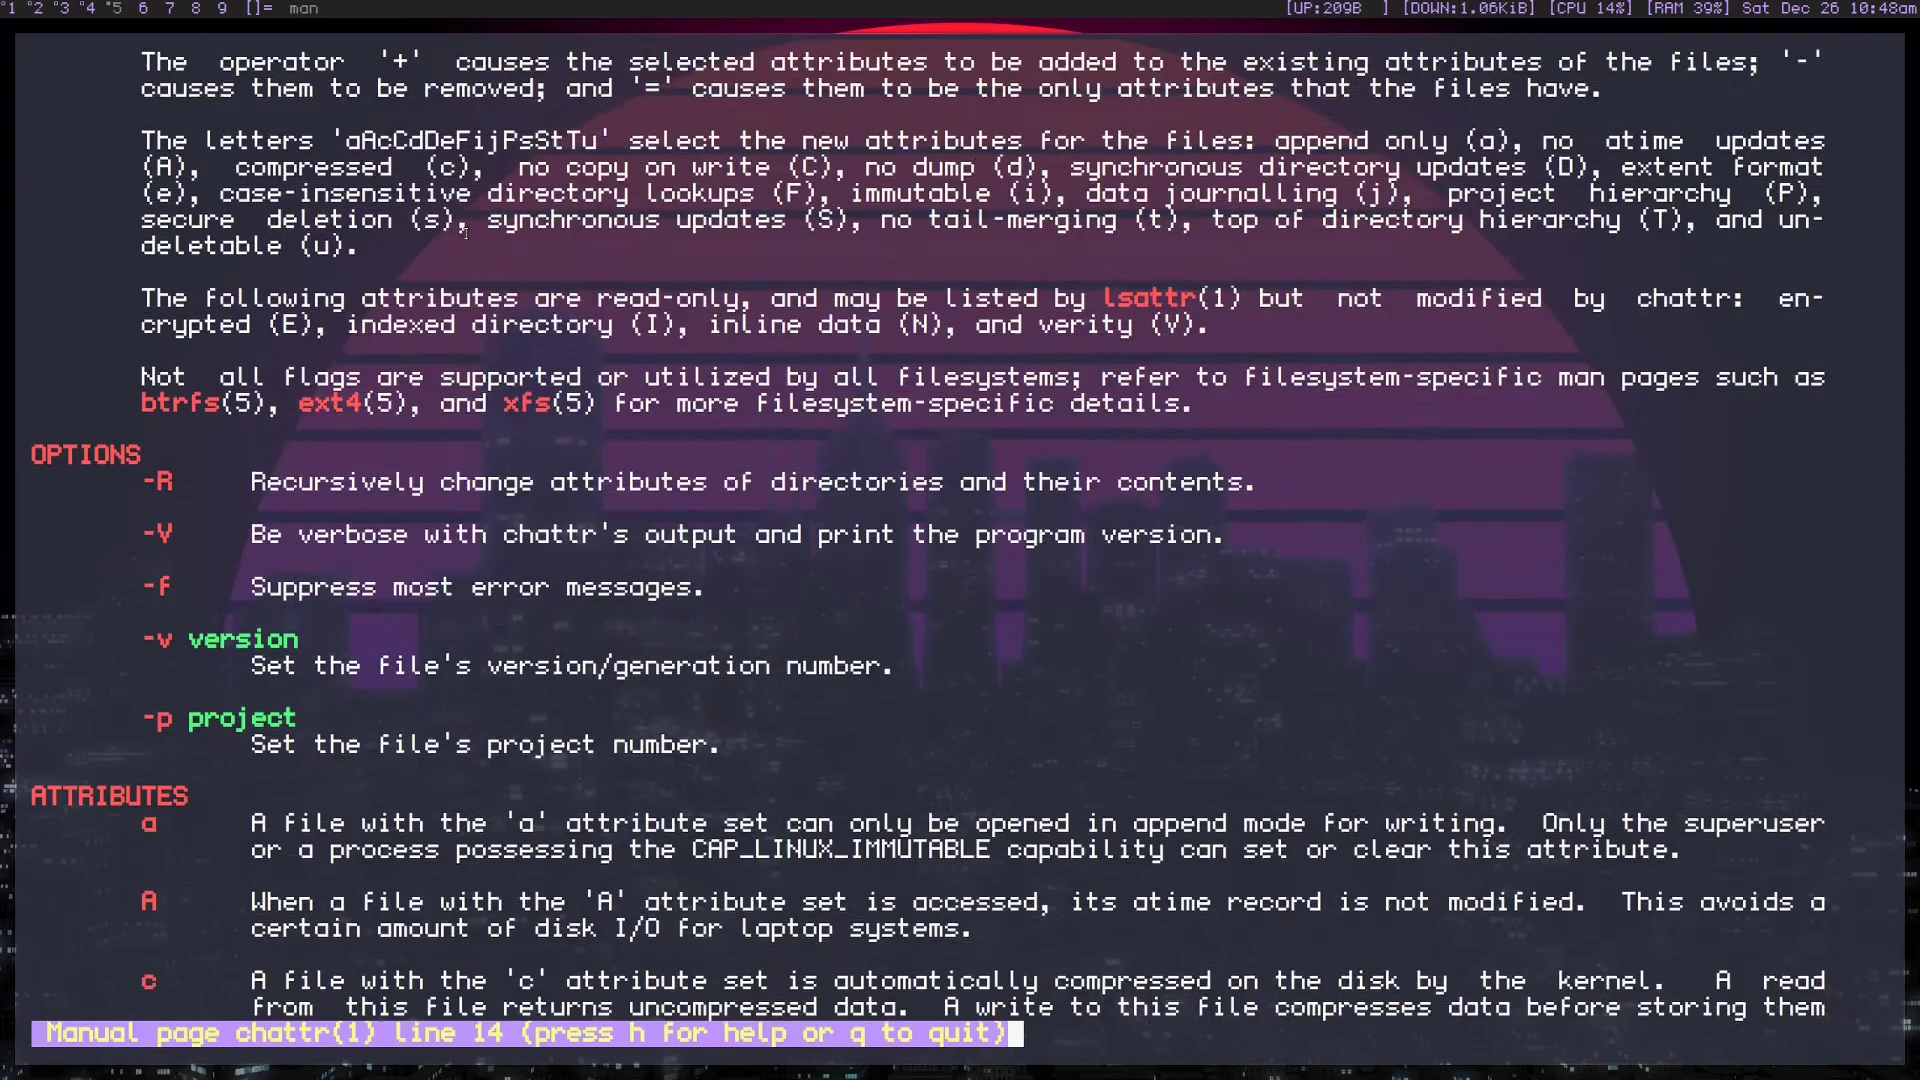 °1 °2 °3 °4 °5 6 7 8 9 []= man [UP:209B ] [DOWN:1.06KiB] [CPU 14%] [RAM 39%] Sat Dec 26 10:48am
The operator '+' causes the selected attributes to be added to the existing attributes of the files; '-'
causes them to be removed; and '=' causes them to be the only attributes that the files have.
The letters 'aAcCdDeFijPsStTu' select the new attributes for the files: append only (a), no atime updates
(A), compressed (c), no copy on write (C), no dump (d), synchronous directory updates (D), extent format
(e), case-insensitive directory lookups (F), immutable (i), data journalling (j), project hierarchy (P),
secure deletion (s), synchronous updates (S), no tail-merging (t), top of directory hierarchy (T), and un-
deletable (u).
The following attributes are read-only, and may be listed by lsattr(1) but not modified by chattr: en-
crypted (E), indexed directory (I), inline data (N), and verity (V).
Not all flags are supported or utilized by all filesystems; refer to filesystem-specific man pages such as
btrfs(5), ext4(5), and xfs(5) for more filesystem-specific details.
OPTIONS
-R Recursively change attributes of directories and their contents.
-V Be verbose with chattr's output and print the program version.
-f Suppress most error messages.
-v version
Set the file's version/generation number.
-p project
Set the file's project number.
ATTRIBUTES
a A file with the 'a' attribute set can only be opened in append mode for writing. Only the superuser
or a process possessing the CAP_LINUX_IMMUTABLE capability can set or clear this attribute.
A When a file with the 'A' attribute set is accessed, its atime record is not modified. This avoids a
certain amount of disk I/O for laptop systems.
c A file with the 'c' attribute set is automatically compressed on the disk by the kernel. A read
from this file returns uncompressed data. A write to this file compresses data before storing them
Manual page chattr(1) line 14 (press h for help or q to quit)